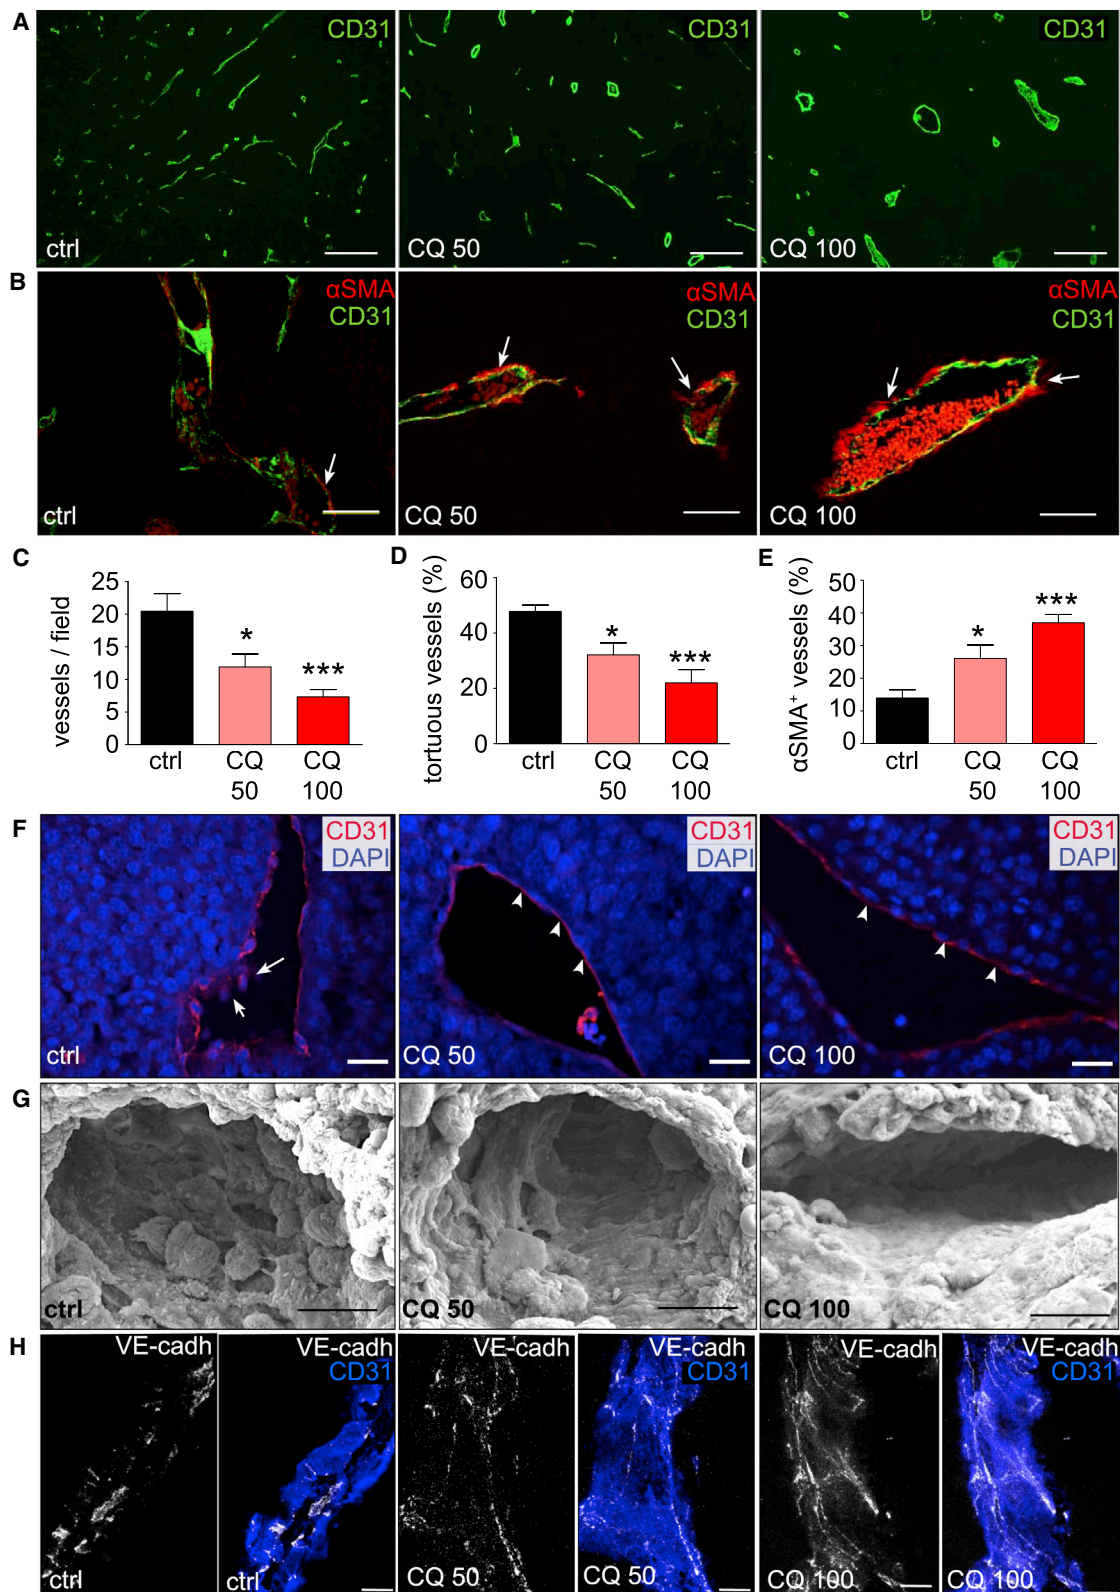 A
CD31
ctrl
CD31
CQ 50
CD31
CQ 100
B
αSMA
CD31
ctrl
αSMA
CD31
CQ 50
αSMA
CD31
CQ 100
C
vessels / field
25
20
15
10
5
0
*
***
ctrl
CQ
50
CQ
100
D
tortuous vessels (%)
60
40
20
0
*
***
ctrl
CQ
50
CQ
100
E
αSMA⁺ vessels (%)
50
40
30
20
10
0
*
***
ctrl
CQ
50
CQ
100
F
CD31
DAPI
ctrl
CD31
DAPI
CQ 50
CD31
DAPI
CQ 100
G
ctrl
CQ 50
CQ 100
H
VE-cadh
ctrl
VE-cadh
CD31
ctrl
VE-cadh
CQ 50
VE-cadh
CD31
CQ 50
VE-cadh
CQ 100
VE-cadh
CD31
CQ 100